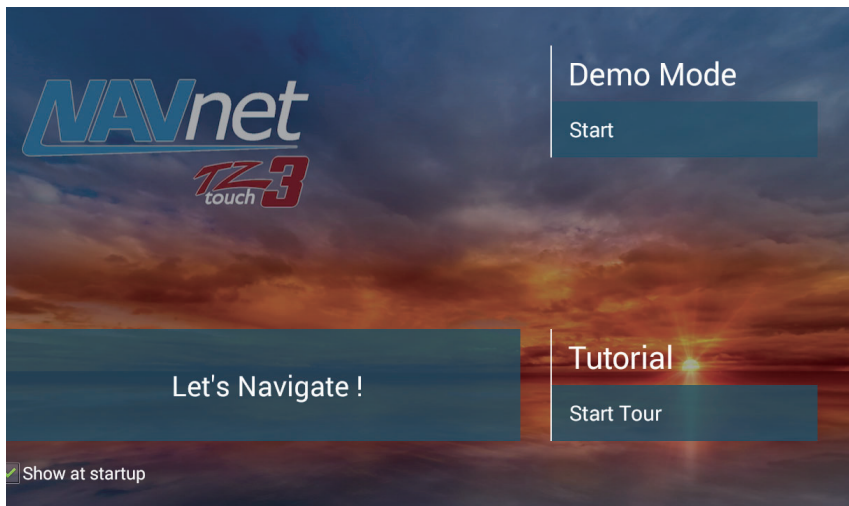 NAVnet
TZ
touch 3
Demo Mode
Start
Let's Navigate !
Tutorial
Start Tour
Show at startup